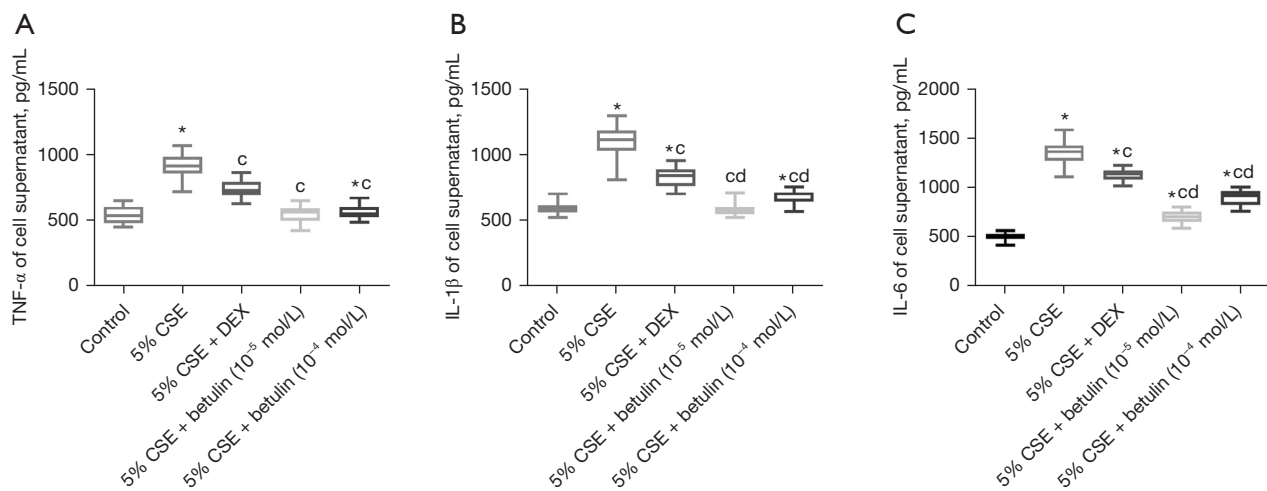 A
TNF-α of cell supernatant, pg/mL
1500
1000
500
0
*
c
c
*c
Control
5% CSE
5% CSE + DEX
5% CSE + betulin (10⁻⁵ mol/L)
5% CSE + betulin (10⁻⁴ mol/L)
B
IL-1β of cell supernatant, pg/mL
1500
1000
500
0
*
*c
cd
*cd
Control
5% CSE
5% CSE + DEX
5% CSE + betulin (10⁻⁵ mol/L)
5% CSE + betulin (10⁻⁴ mol/L)
C
IL-6 of cell supernatant, pg/mL
2000
1500
1000
500
0
*
*c
*cd
*cd
Control
5% CSE
5% CSE + DEX
5% CSE + betulin (10⁻⁵ mol/L)
5% CSE + betulin (10⁻⁴ mol/L)